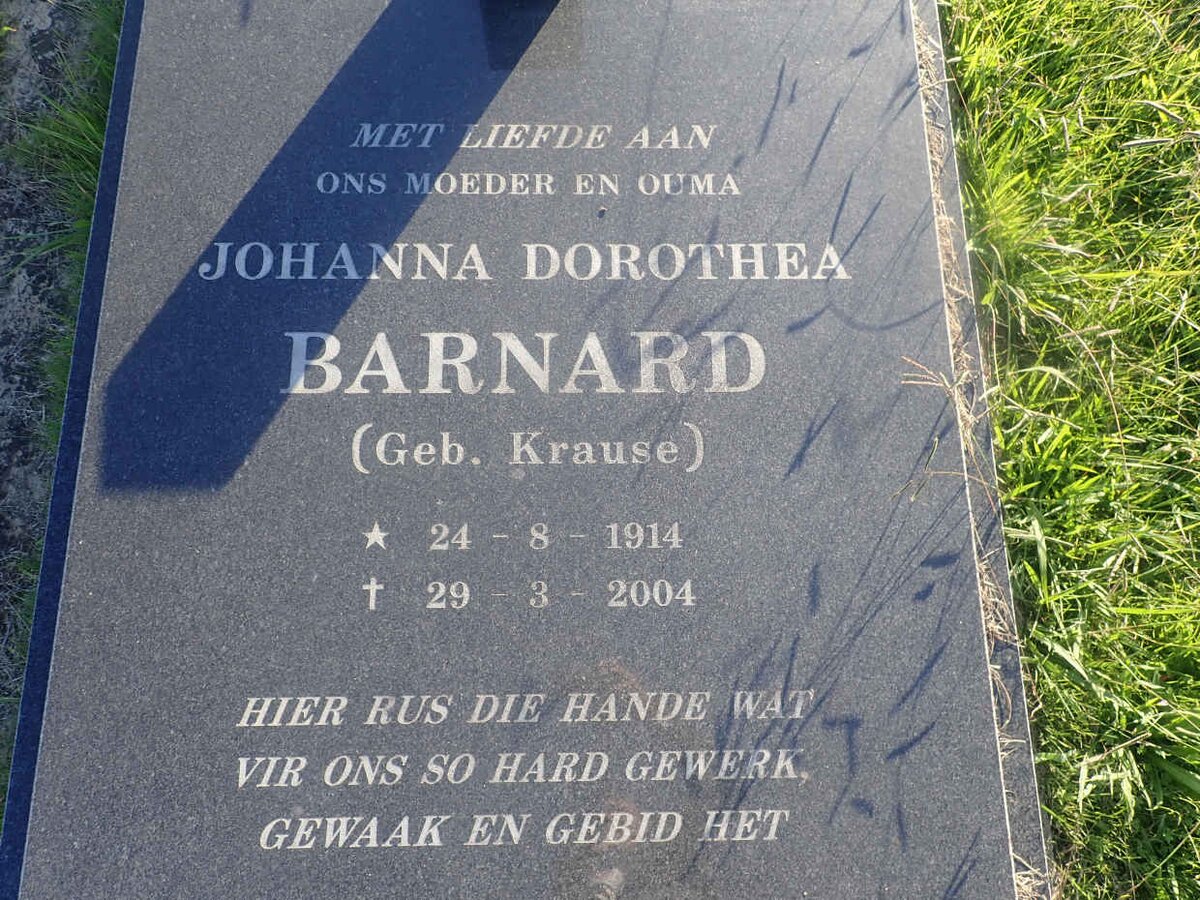 MET LIEFDE AAN
ONS MOEDER EN OUMA
JOHANNA DOROTHEA
BARNARD
(Geb. Krause)
★ 24 - 8 - 1914
✝ 29 - 3 - 2004
HIER RUS DIE HANDE WAT
VIR ONS SO HARD GEWERK,
GEWAAK EN GEBID HET